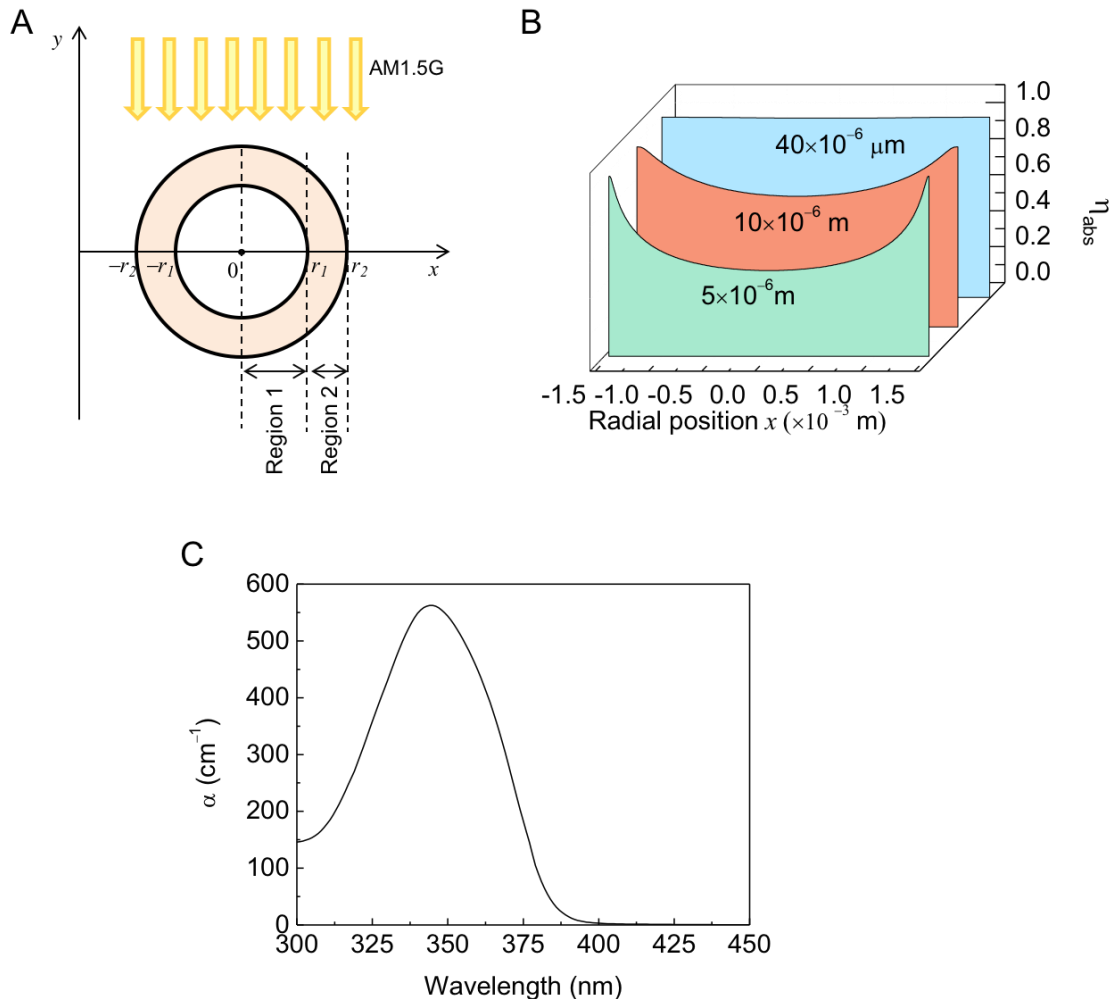 A
y
AM1.5G
−r₂ −r₁ 0 r₁ r₂ x
Region 1
Region 2
B
1.0
0.8
0.6
0.4
0.2
0.0
ηabs
40×10⁻⁶ μm
10×10⁻⁶ m
5×10⁻⁶m
-1.5 -1.0 -0.5 0.0 0.5 1.0 1.5
Radial position x (×10⁻³ m)
C
600
500
400
300
200
100
0
α (cm⁻¹)
300 325 350 375 400 425 450
Wavelength (nm)